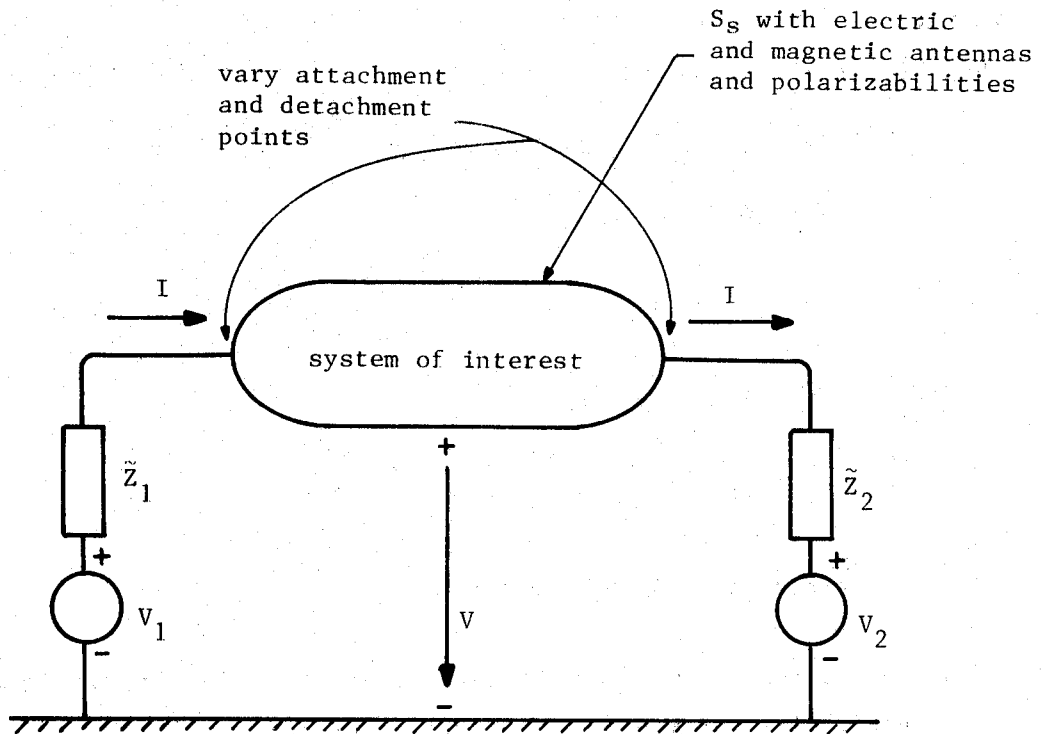 S_s with electric
and magnetic antennas
and polarizabilities
vary attachment
and detachment
points
I
I
system of interest
+
Z̃_1
Z̃_2
+
+
V_1
V
V_2
-
-
-